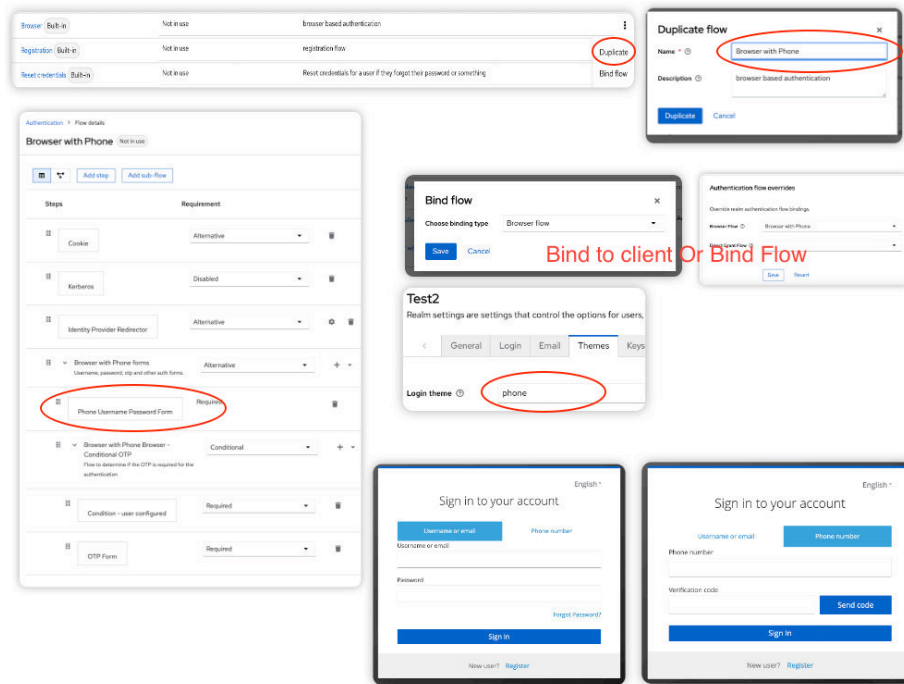 Browser Built-in Not in use browser based authentication
Registration Built-in Not in use registration flow
Duplicate
Reset credentials Built-in Not in use Reset credentials for a user if they forgot their password or something
Bind flow
Duplicate flow
Name * Browser with Phone
Description browser based authentication
Duplicate Cancel
Authentication > Flow details
Browser with Phone Not in use
Add step Add sub-flow
Steps Requirement
Cookie Alternative
Kerberos Disabled
Identity Provider Redirector Alternative
Browser with Phone forms Alternative
Username, password, otp and other auth forms.
Phone Username Password Form Required
Browser with Phone Browser - Conditional
Conditional OTP
Flow to determine if the OTP is required for the
authentication
Condition - user configured Required
OTP Form Required
Bind flow
Choose binding type Browser flow
Save Cancel
Authentication flow overrides
Override realm authentication flow bindings.
Browser Flow Browser with Phone
Direct Grant Flow
Save Revert
Bind to client Or Bind Flow
Test2
Realm settings are settings that control the options for users,
General Login Email Themes Keys
Login theme phone
English
Sign in to your account
Username or email Phone number
Username or email
Password
Forgot Password?
Sign In
New user? Register
English
Sign in to your account
Username or email Phone number
Phone number
Verification code
Send code
Sign In
New user? Register